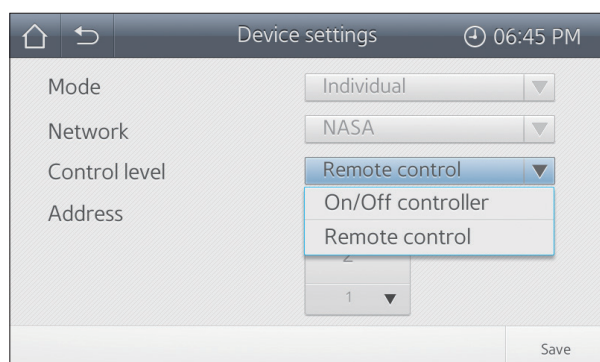 Device settings 06:45 PM
Mode Individual
Network NASA
Control level Remote control
Address On/Off controller
Remote control
1
Save